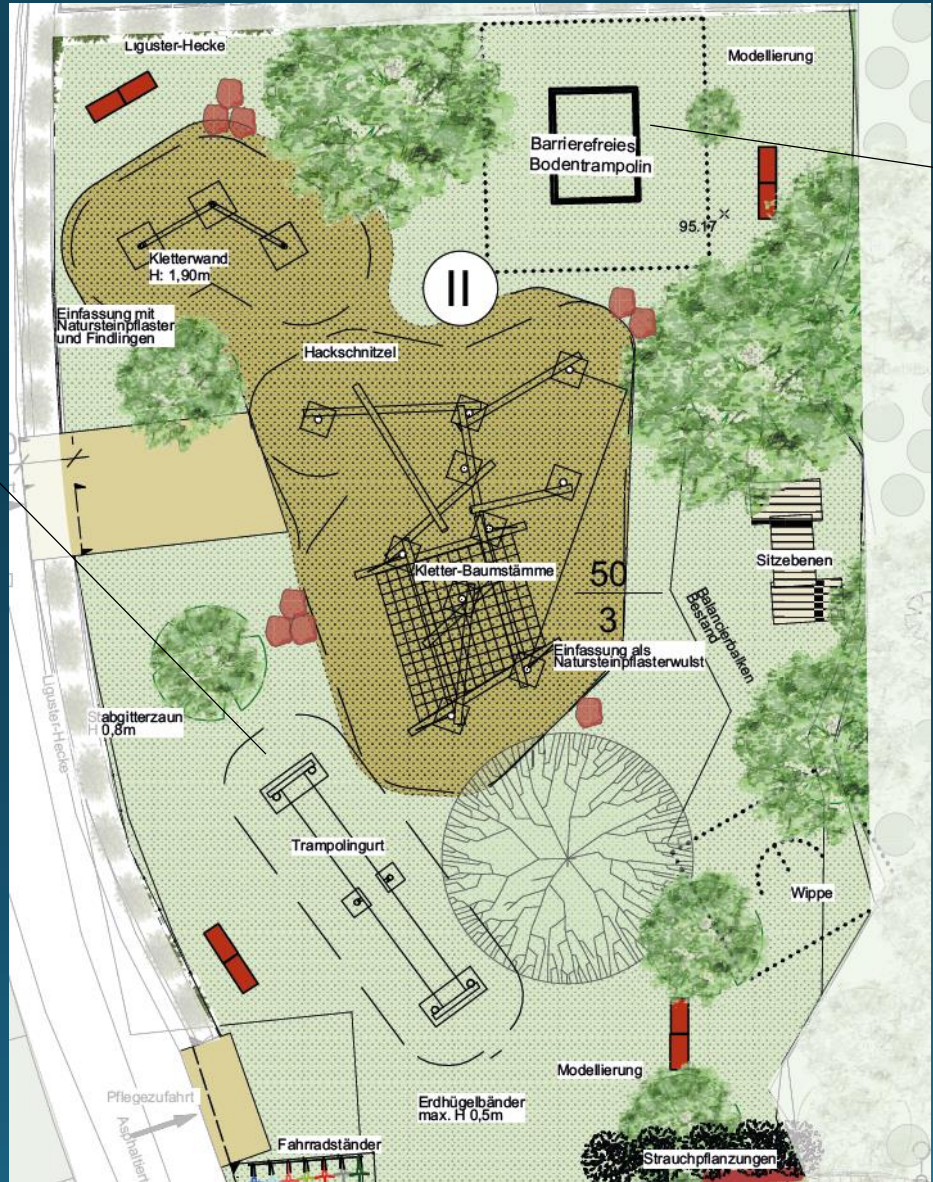 Liguster-Hecke
Modellierung
Barrierefreies
Bodentrampolin
95.17
Kletterwand
H: 1,90m
II
Einfassung mit
Natursteinpflaster
und Findlingen
Hackschnitzel
Sitzebenen
Kletter-Baumstämme
50
3
Balancierbalken
Bestand
Einfassung als
Natursteinpflasterwulst
Liguster-Hecke
Stabgitterzaun
H 0,8m
Trampolingurt
Wippe
Modellierung
Pflegezufahrt
Erdhügelbänder
max. H 0,5m
Fahrradständer
Strauchpflanzungen